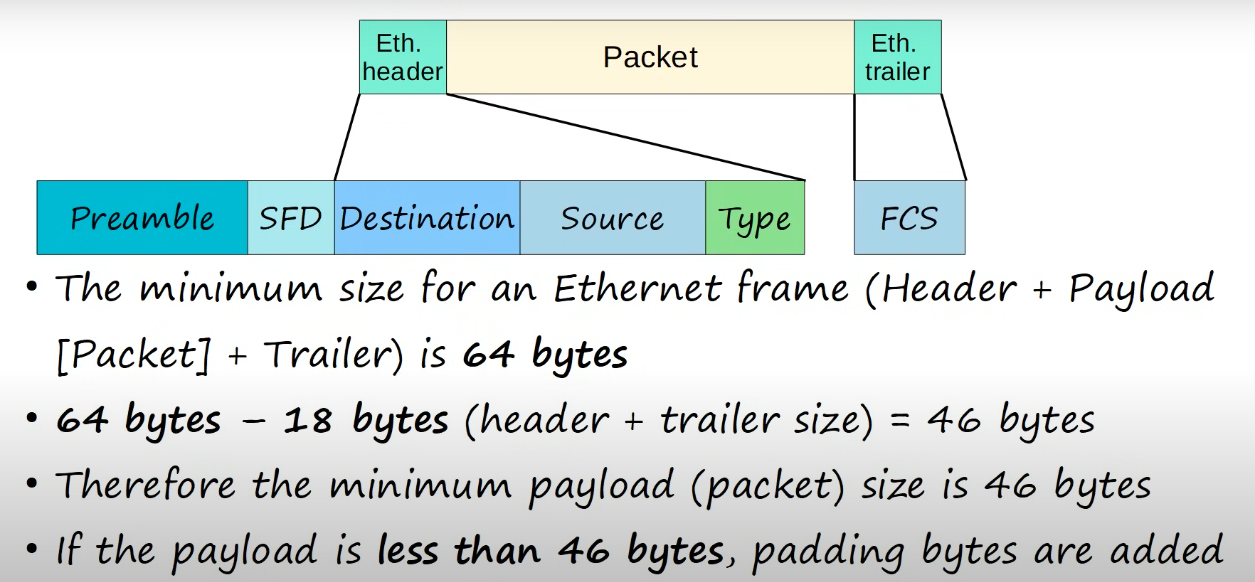 Eth.
header
Packet
Eth.
trailer
Preamble
SFD
Destination
Source
Type
FCS
• The minimum size for an Ethernet frame (Header + Payload
[Packet] + Trailer) is 64 bytes
• 64 bytes – 18 bytes (header + trailer size) = 46 bytes
• Therefore the minimum payload (packet) size is 46 bytes
• If the payload is less than 46 bytes, padding bytes are added